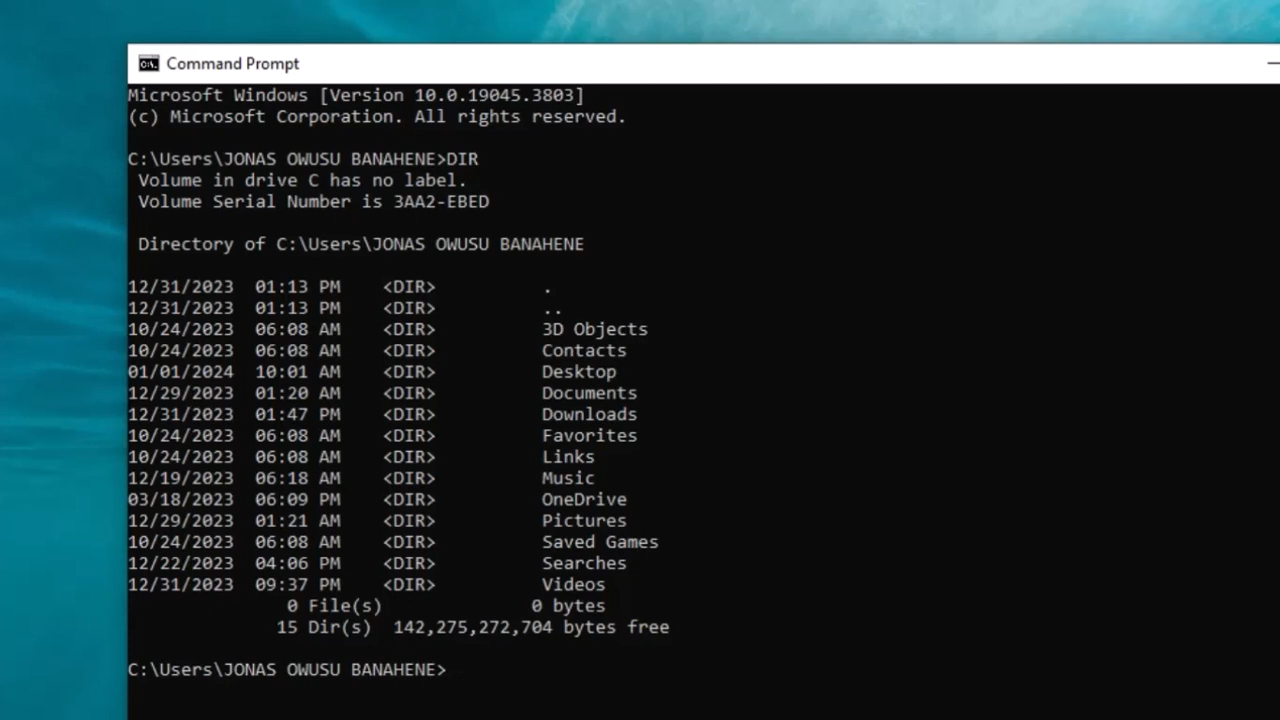 Command Prompt
Microsoft Windows [Version 10.0.19045.3803]
(c) Microsoft Corporation. All rights reserved.
C:\Users\JONAS OWUSU BANAHENE>DIR
 Volume in drive C has no label.
 Volume Serial Number is 3AA2-EBED
 Directory of C:\Users\JONAS OWUSU BANAHENE
12/31/2023  01:13 PM    <DIR>          .
12/31/2023  01:13 PM    <DIR>          ..
10/24/2023  06:08 AM    <DIR>          3D Objects
10/24/2023  06:08 AM    <DIR>          Contacts
01/01/2024  10:01 AM    <DIR>          Desktop
12/29/2023  01:20 AM    <DIR>          Documents
12/31/2023  01:47 PM    <DIR>          Downloads
10/24/2023  06:08 AM    <DIR>          Favorites
10/24/2023  06:08 AM    <DIR>          Links
12/19/2023  06:18 AM    <DIR>          Music
03/18/2023  06:09 PM    <DIR>          OneDrive
12/29/2023  01:21 AM    <DIR>          Pictures
10/24/2023  06:08 AM    <DIR>          Saved Games
12/22/2023  04:06 PM    <DIR>          Searches
12/31/2023  09:37 PM    <DIR>          Videos
               0 File(s)              0 bytes
              15 Dir(s)  142,275,272,704 bytes free
C:\Users\JONAS OWUSU BANAHENE>